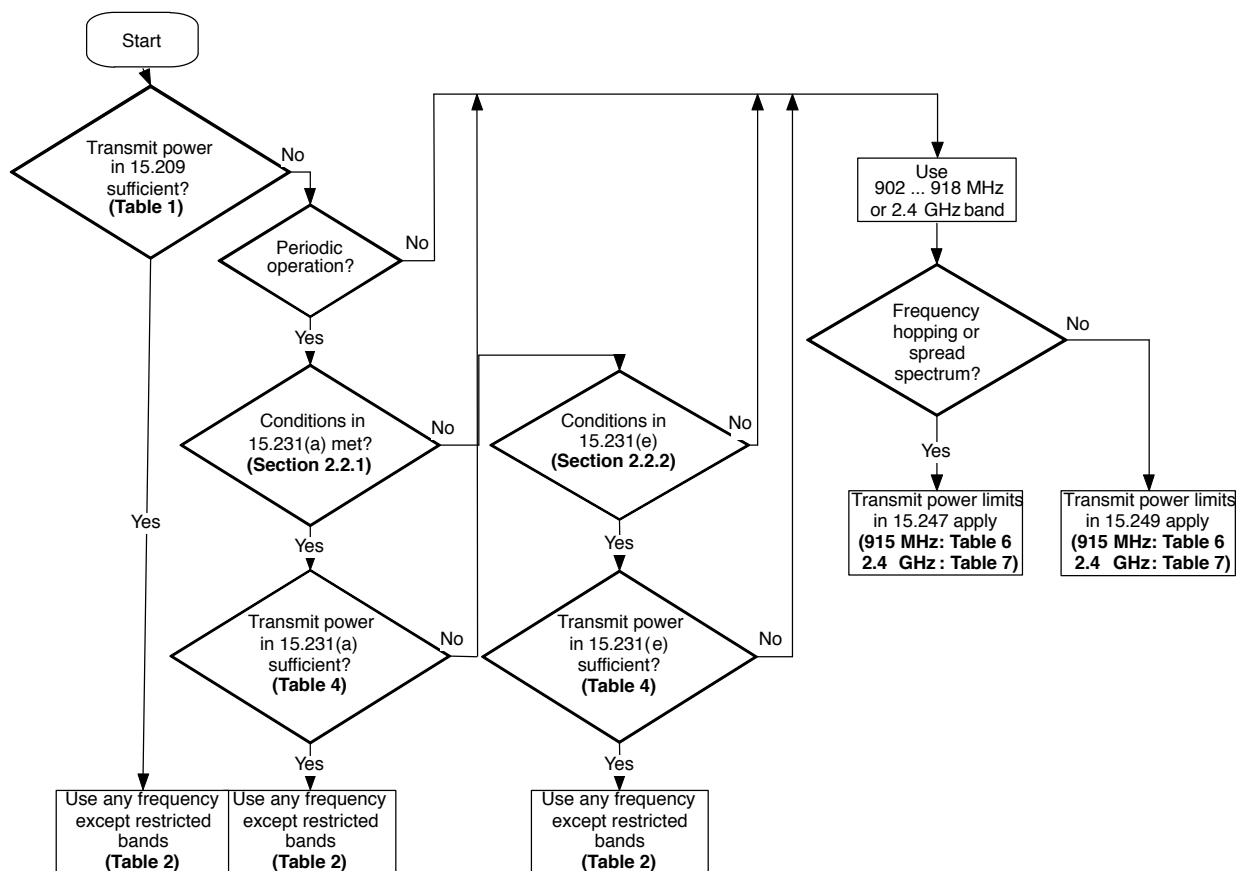 Start
Transmit power
in 15.209
sufficient?
(Table 1)
No
Periodic
operation?
No
Use
902 ... 918 MHz
or 2.4 GHz band
Yes
Frequency
hopping or
spread
spectrum?
No
Conditions in
15.231(a) met?
(Section 2.2.1)
No
Conditions in
15.231(e)
(Section 2.2.2)
No
Yes
Transmit power limits
in 15.247 apply
(915 MHz: Table 6
2.4 GHz : Table 7)
Transmit power limits
in 15.249 apply
(915 MHz: Table 6
2.4 GHz : Table 7)
Yes
Yes
Yes
Transmit power
in 15.231(a)
sufficient?
(Table 4)
No
Transmit power
in 15.231(e)
sufficient?
(Table 4)
No
Yes
Yes
Use any frequency
except restricted
bands
(Table 2)
Use any frequency
except restricted
bands
(Table 2)
Use any frequency
except restricted
bands
(Table 2)